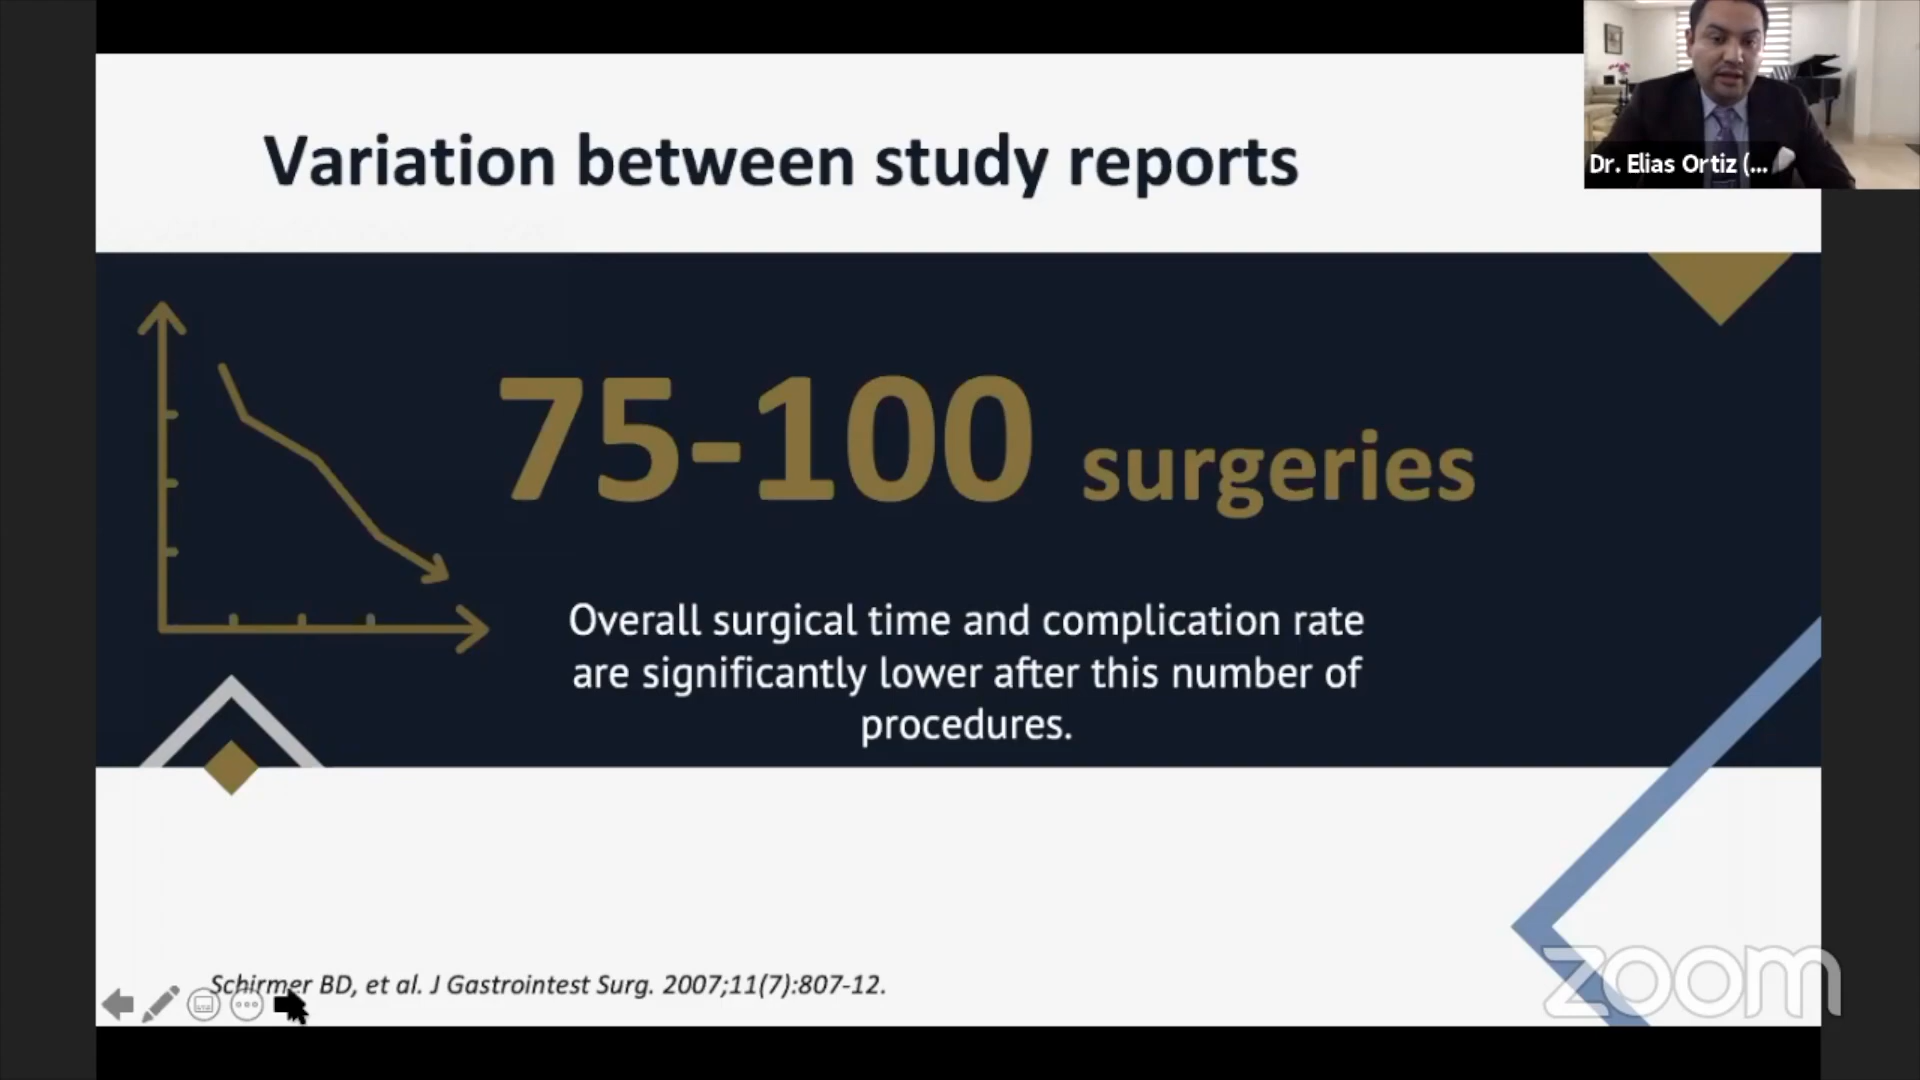 Variation between study reports
Dr. Elias Ortiz (...
75-100 surgeries
Overall surgical time and complication rate
are significantly lower after this number of
procedures.
Schirmer BD, et al. J Gastrointest Surg. 2007;11(7):807-12.
zoom